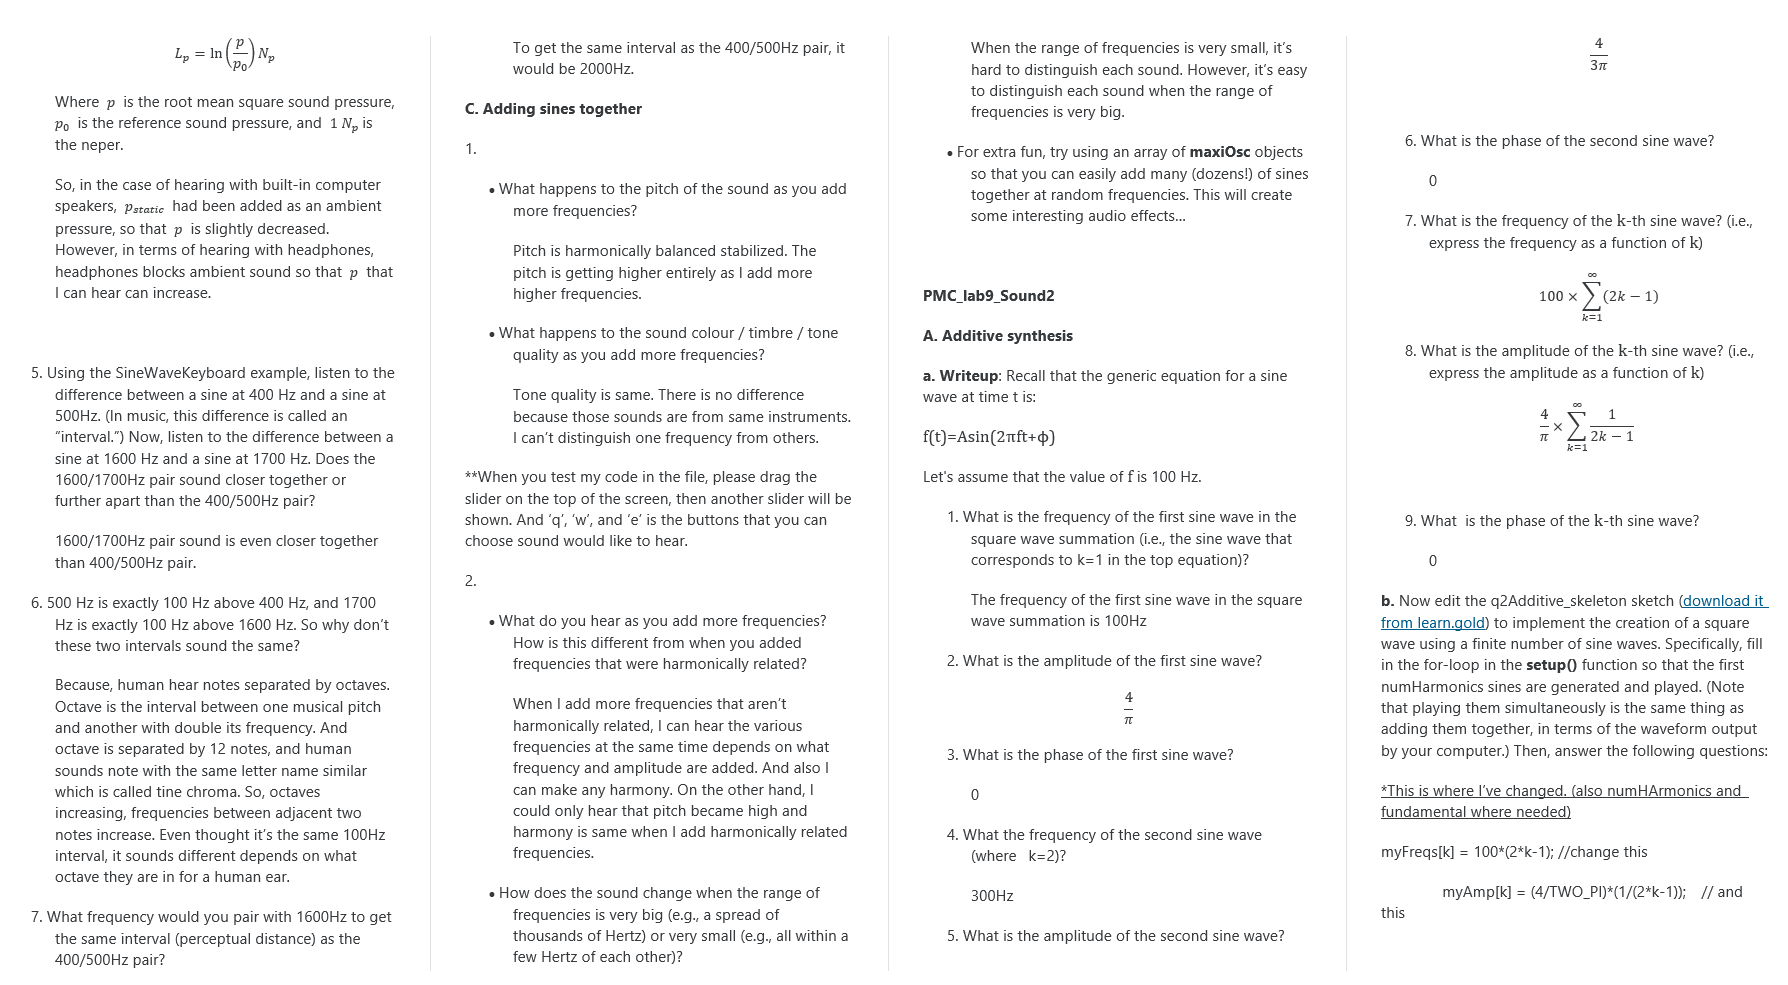 L_p = ln(p/p_0) N_p
Where p is the root mean square sound pressure,
p_0 is the reference sound pressure, and 1 N_p is
the neper.
So, in the case of hearing with built-in computer
speakers, p_static had been added as an ambient
pressure, so that p is slightly decreased.
However, in terms of hearing with headphones,
headphones blocks ambient sound so that p that
I can hear can increase.
5. Using the SineWaveKeyboard example, listen to the
difference between a sine at 400 Hz and a sine at
500Hz. (In music, this difference is called an
“interval.”) Now, listen to the difference between a
sine at 1600 Hz and a sine at 1700 Hz. Does the
1600/1700Hz pair sound closer together or
further apart than the 400/500Hz pair?
1600/1700Hz pair sound is even closer together
than 400/500Hz pair.
6. 500 Hz is exactly 100 Hz above 400 Hz, and 1700
Hz is exactly 100 Hz above 1600 Hz. So why don’t
these two intervals sound the same?
Because, human hear notes separated by octaves.
Octave is the interval between one musical pitch
and another with double its frequency. And
octave is separated by 12 notes, and human
sounds note with the same letter name similar
which is called tine chroma. So, octaves
increasing, frequencies between adjacent two
notes increase. Even thought it’s the same 100Hz
interval, it sounds different depends on what
octave they are in for a human ear.
7. What frequency would you pair with 1600Hz to get
the same interval (perceptual distance) as the
400/500Hz pair?
To get the same interval as the 400/500Hz pair, it
would be 2000Hz.
C. Adding sines together
1.
• What happens to the pitch of the sound as you add
more frequencies?
Pitch is harmonically balanced stabilized. The
pitch is getting higher entirely as I add more
higher frequencies.
• What happens to the sound colour / timbre / tone
quality as you add more frequencies?
Tone quality is same. There is no difference
because those sounds are from same instruments.
I can’t distinguish one frequency from others.
**When you test my code in the file, please drag the
slider on the top of the screen, then another slider will be
shown. And ‘q’, ‘w’, and ‘e’ is the buttons that you can
choose sound would like to hear.
2.
• What do you hear as you add more frequencies?
How is this different from when you added
frequencies that were harmonically related?
When I add more frequencies that aren’t
harmonically related, I can hear the various
frequencies at the same time depends on what
frequency and amplitude are added. And also I
can make any harmony. On the other hand, I
could only hear that pitch became high and
harmony is same when I add harmonically related
frequencies.
• How does the sound change when the range of
frequencies is very big (e.g., a spread of
thousands of Hertz) or very small (e.g., all within a
few Hertz of each other)?
When the range of frequencies is very small, it’s
hard to distinguish each sound. However, it’s easy
to distinguish each sound when the range of
frequencies is very big.
• For extra fun, try using an array of maxiOsc objects
so that you can easily add many (dozens!) of sines
together at random frequencies. This will create
some interesting audio effects...
PMC_lab9_Sound2
A. Additive synthesis
a. Writeup: Recall that the generic equation for a sine
wave at time t is:
f(t)=Asin(2πft+ϕ)
Let's assume that the value of f is 100 Hz.
1. What is the frequency of the first sine wave in the
square wave summation (i.e., the sine wave that
corresponds to k=1 in the top equation)?
The frequency of the first sine wave in the square
wave summation is 100Hz
2. What is the amplitude of the first sine wave?
4/π
3. What is the phase of the first sine wave?
0
4. What the frequency of the second sine wave
(where k=2)?
300Hz
5. What is the amplitude of the second sine wave?
4/3π
6. What is the phase of the second sine wave?
0
7. What is the frequency of the k-th sine wave? (i.e.,
express the frequency as a function of k)
100 × ∑_{k=1}^{∞} (2k − 1)
8. What is the amplitude of the k-th sine wave? (i.e.,
express the amplitude as a function of k)
4/π × ∑_{k=1}^{∞} 1/(2k − 1)
9. What is the phase of the k-th sine wave?
0
b. Now edit the q2Additive_skeleton sketch (download it
from learn.gold) to implement the creation of a square
wave using a finite number of sine waves. Specifically, fill
in the for-loop in the setup() function so that the first
numHarmonics sines are generated and played. (Note
that playing them simultaneously is the same thing as
adding them together, in terms of the waveform output
by your computer.) Then, answer the following questions:
*This is where I’ve changed. (also numHArmonics and
fundamental where needed)
myFreqs[k] = 100*(2*k-1); //change this
myAmp[k] = (4/TWO_PI)*(1/(2*k-1)); // and
this